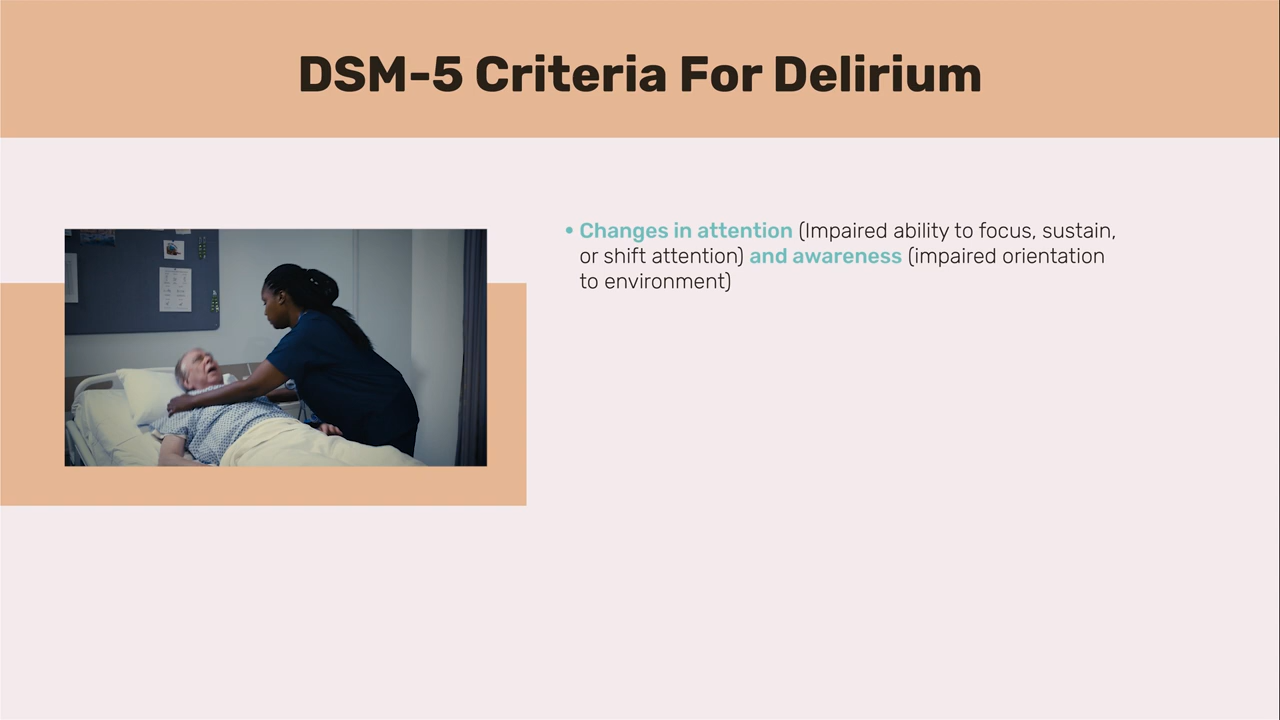 DSM-5 Criteria For Delirium
• Changes in attention (Impaired ability to focus, sustain,
or shift attention) and awareness (impaired orientation
to environment)